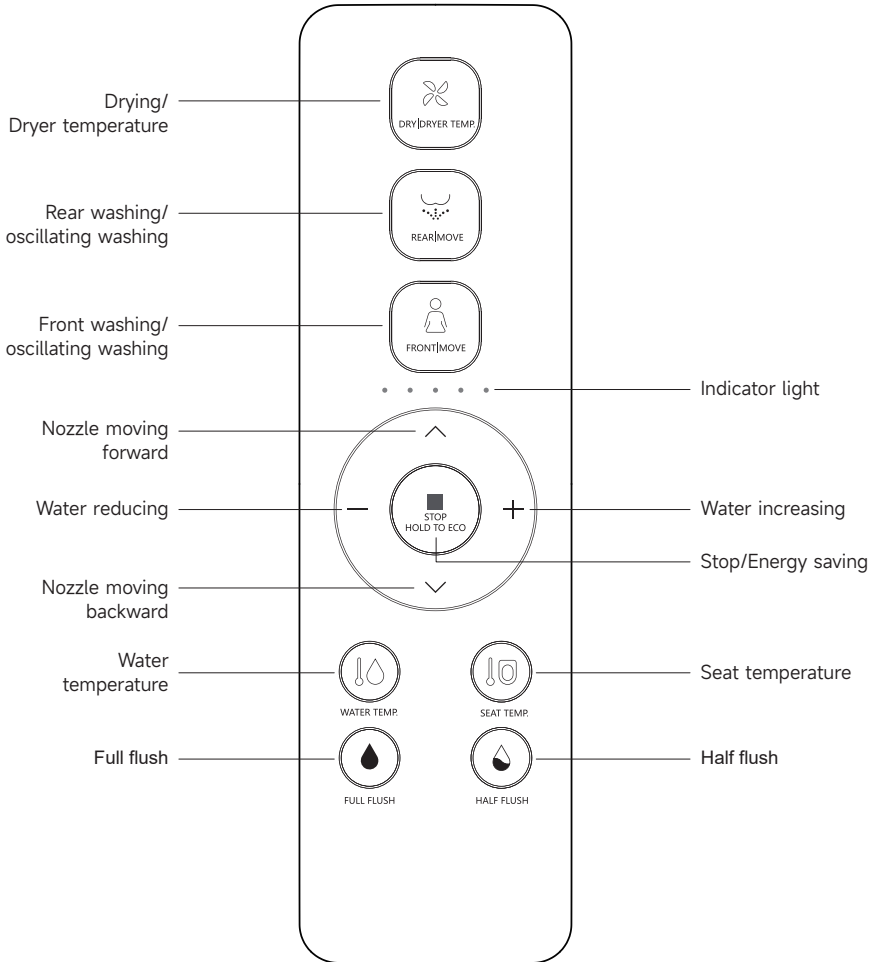 Drying/
Dryer temperature
DRY|DRYER TEMP.
Rear washing/
oscillating washing
REAR|MOVE
Front washing/
oscillating washing
FRONT|MOVE
Indicator light
Nozzle moving
forward
Water reducing
STOP
HOLD TO ECO
Water increasing
Stop/Energy saving
Nozzle moving
backward
Water
temperature
WATER TEMP.
SEAT TEMP.
Seat temperature
Full flush
FULL FLUSH
HALF FLUSH
Half flush